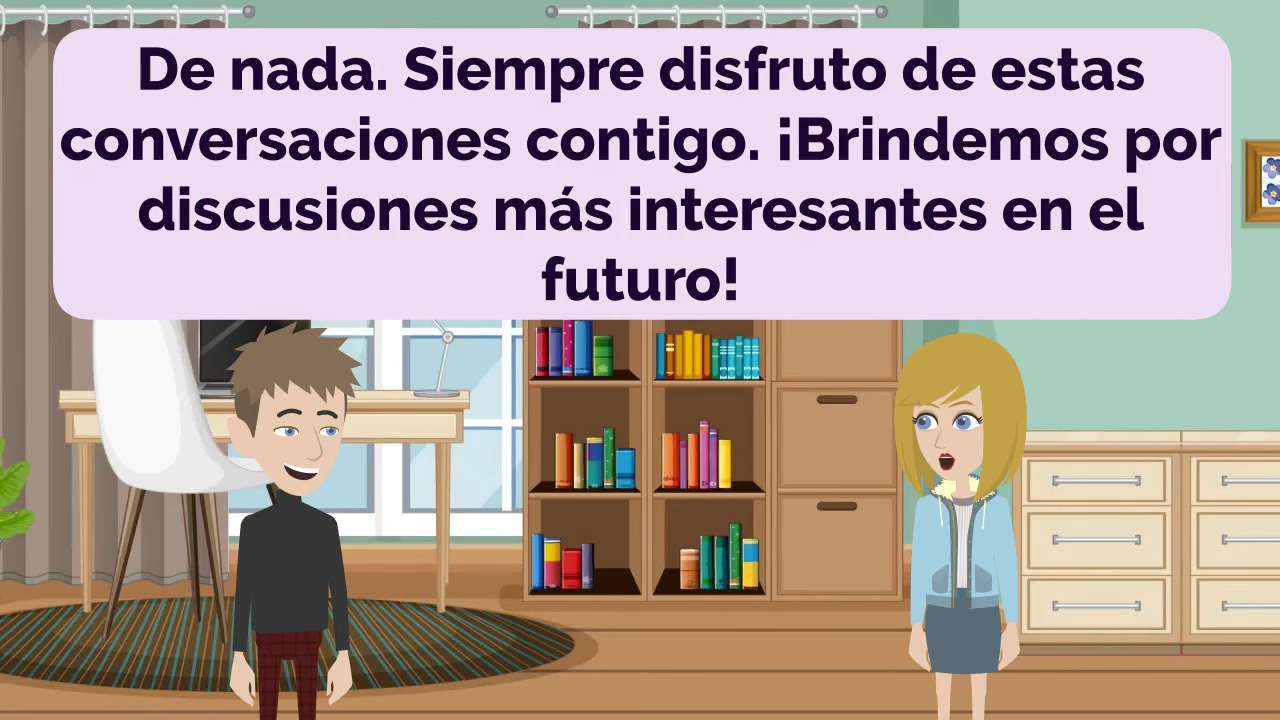 De nada. Siempre disfruto de estas
conversaciones contigo. ¡Brindemos por
discusiones más interesantes en el
futuro!